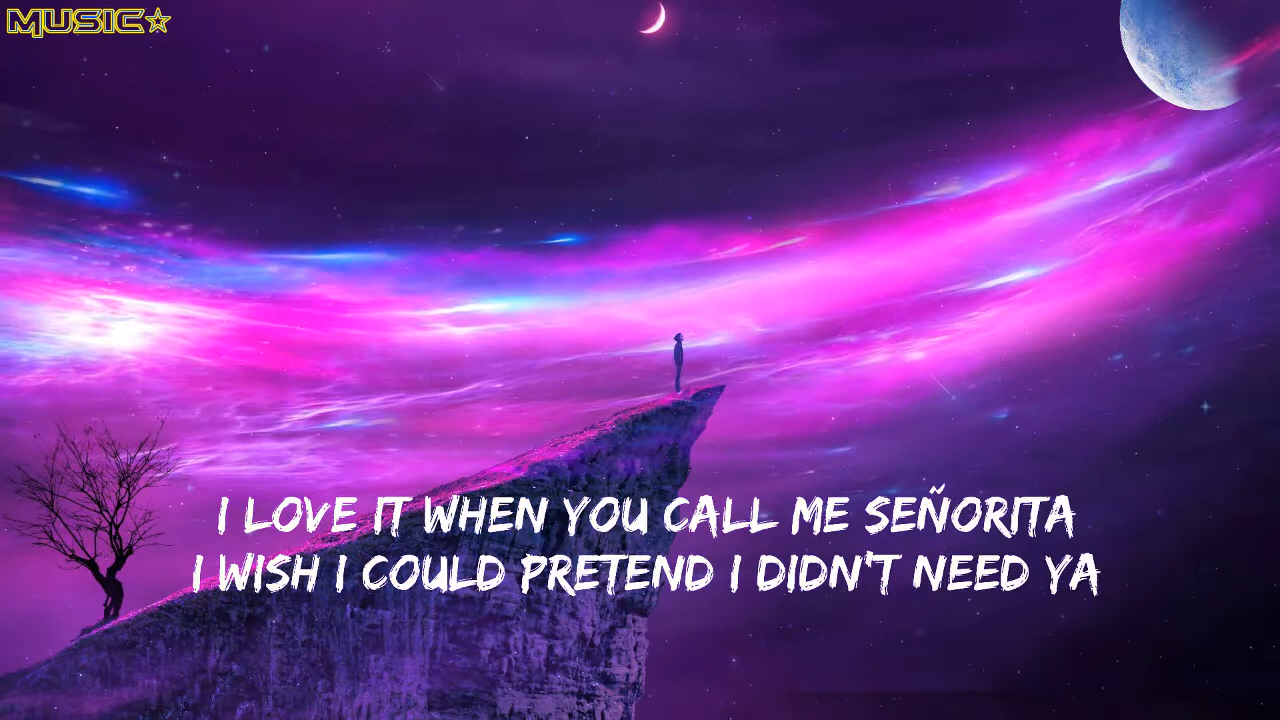 MUSIC☆
I LOVE IT WHEN YOU CALL ME SEÑORITA
I WISH I COULD PRETEND I DIDN'T NEED YA